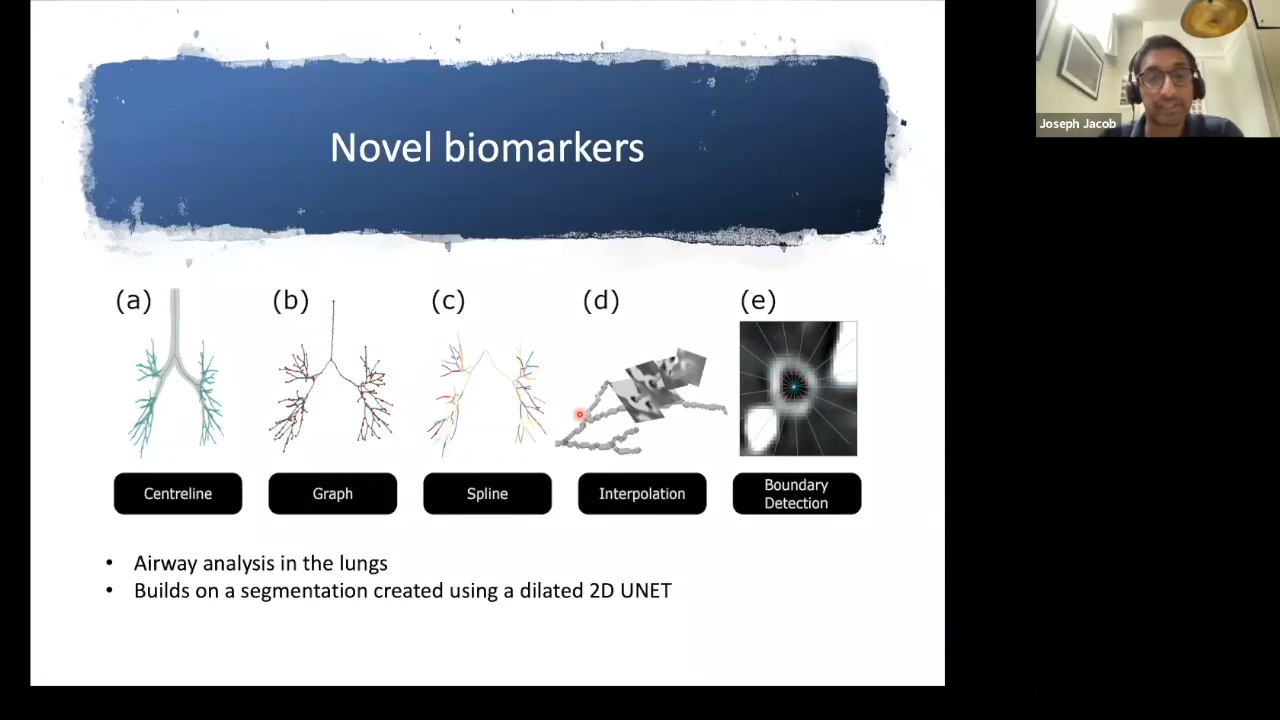 Novel biomarkers
Joseph Jacob
(a) (b) (c) (d) (e)
Centreline
Graph
Spline
Interpolation
Boundary
Detection
• Airway analysis in the lungs
• Builds on a segmentation created using a dilated 2D UNET